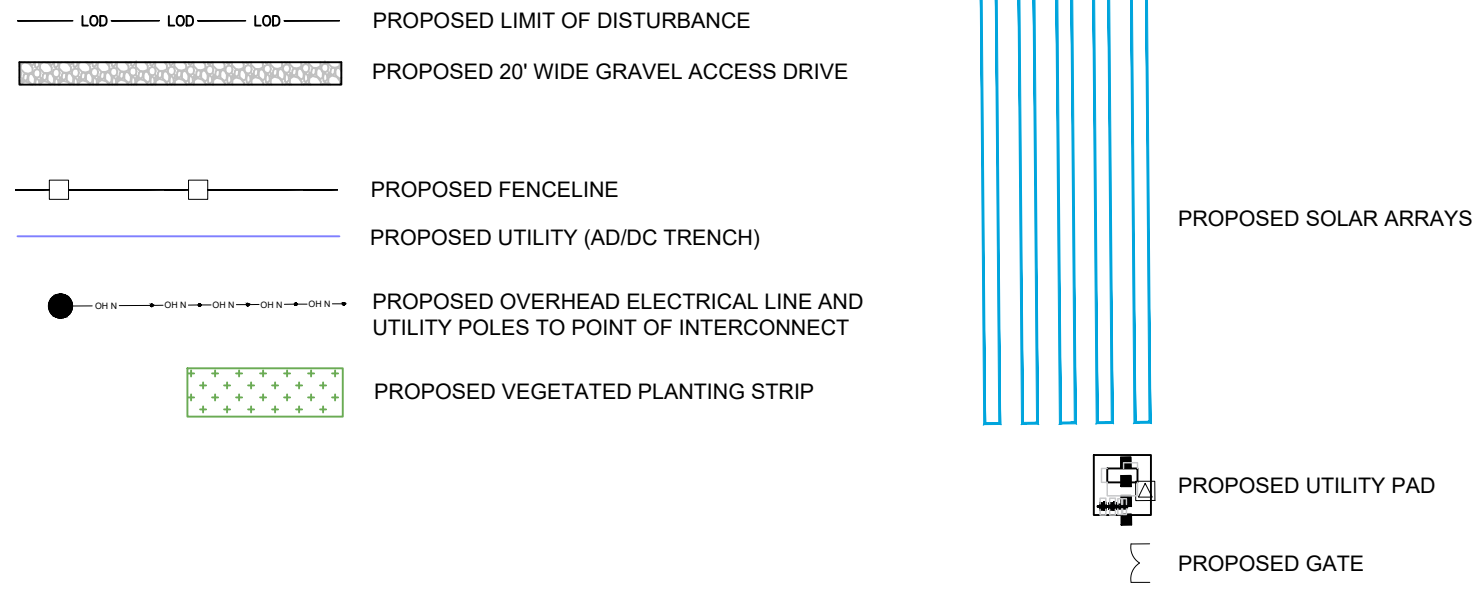 LOD LOD LOD
PROPOSED LIMIT OF DISTURBANCE
PROPOSED 20' WIDE GRAVEL ACCESS DRIVE
PROPOSED FENCELINE
PROPOSED UTILITY (AD/DC TRENCH)
OH N OH N OH N OH N OH N
PROPOSED OVERHEAD ELECTRICAL LINE AND
UTILITY POLES TO POINT OF INTERCONNECT
PROPOSED VEGETATED PLANTING STRIP
PROPOSED SOLAR ARRAYS
PROPOSED UTILITY PAD
PROPOSED GATE